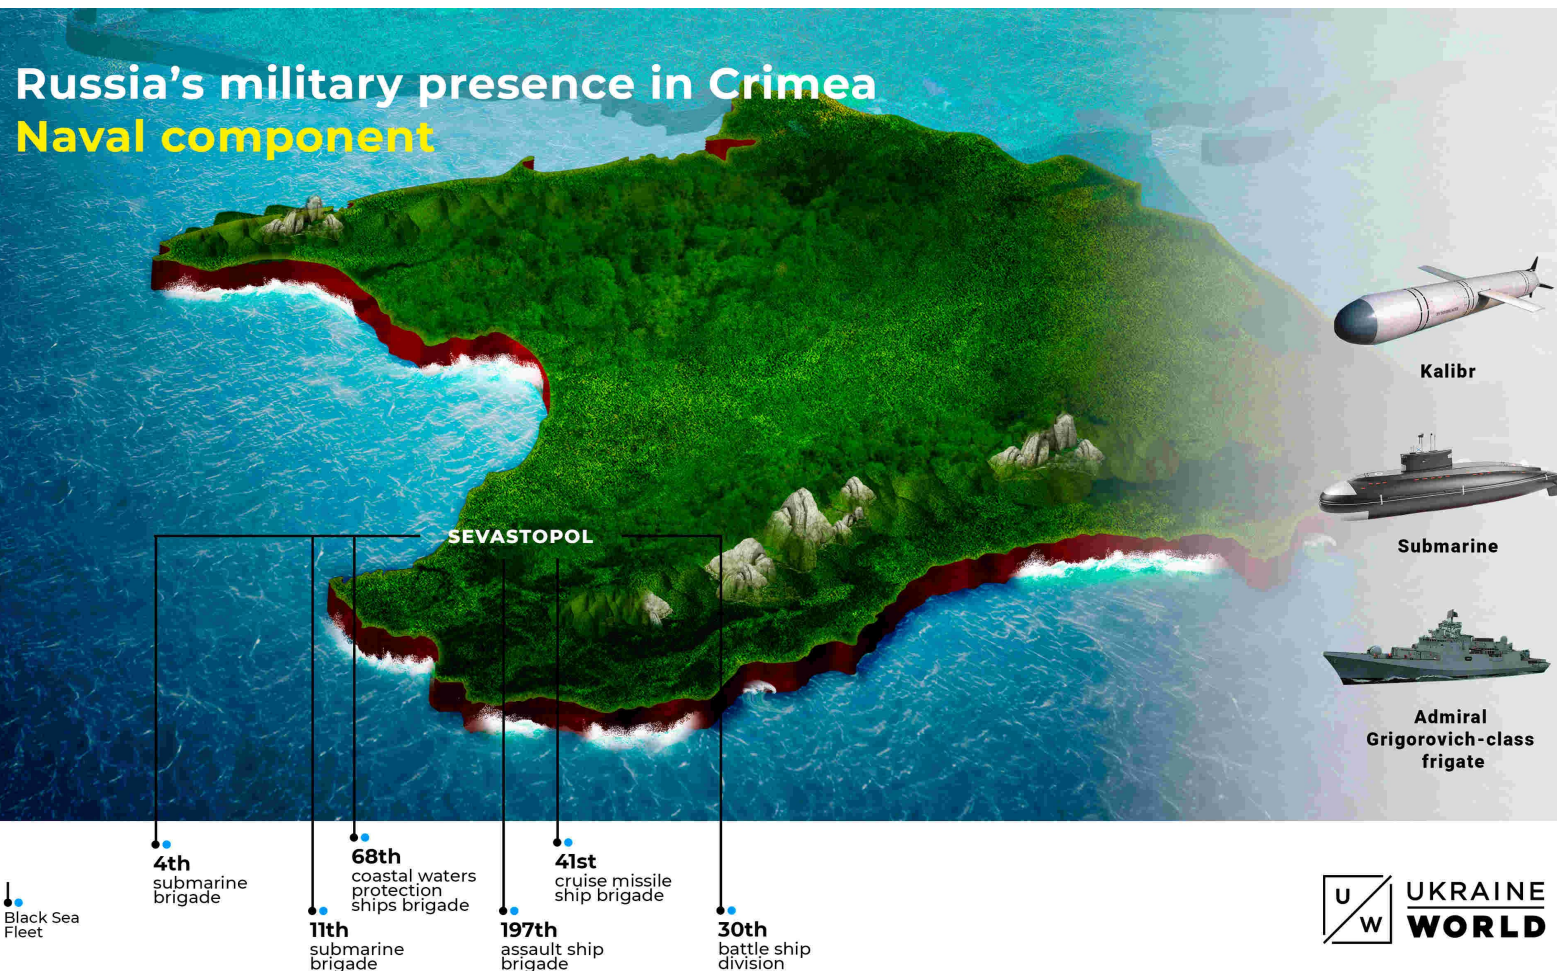 Russia's military presence in Crimea
Naval component
Kalibr
SEVASTOPOL
Submarine
Admiral
Grigorovich-class
frigate
4th
submarine
brigade
68th
coastal waters
protection
ships brigade
41st
cruise missile
ship brigade
Black Sea
Fleet
11th
submarine
brigade
197th
assault ship
brigade
30th
battle ship
division
U
W
UKRAINE
WORLD